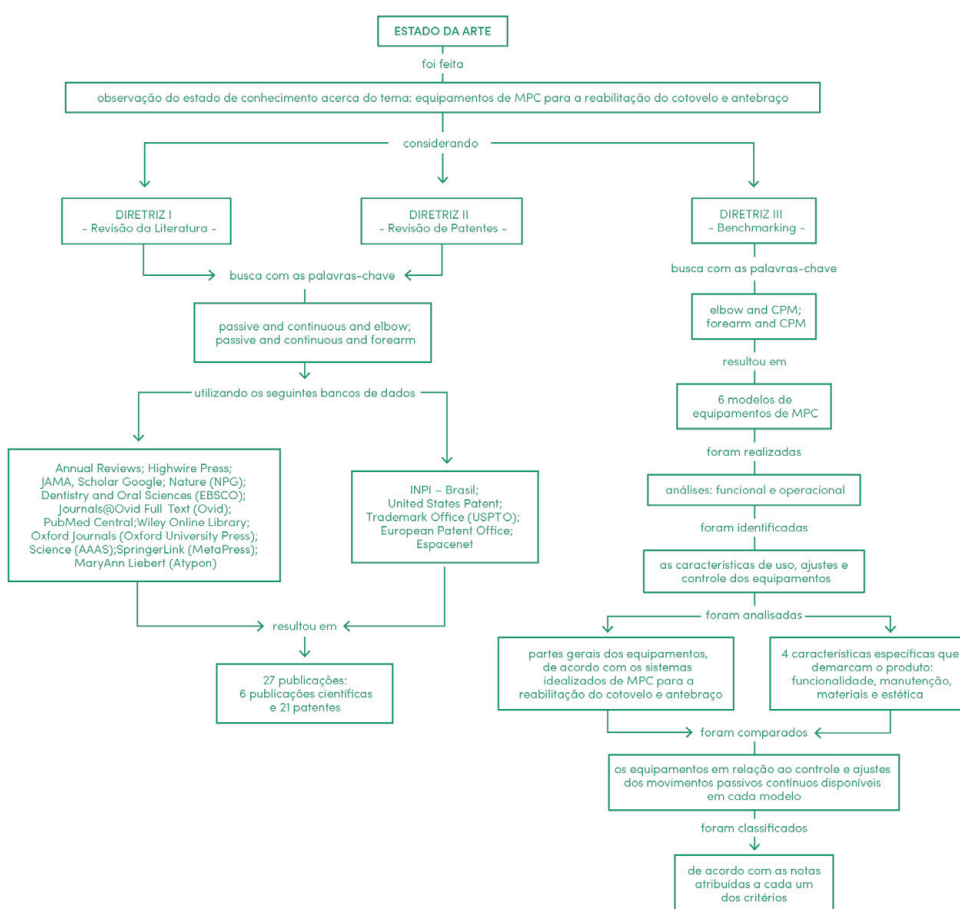 ESTADO DA ARTE
foi feita
observação do estado de conhecimento acerca do tema: equipamentos de MPC para a reabilitação do cotovelo e antebraço
considerando
DIRETRIZ I
- Revisão da Literatura -
DIRETRIZ II
- Revisão de Patentes -
busca com as palavras-chave
passive and continuous and elbow;
passive and continuous and forearm
utilizando os seguintes bancos de dados
Annual Reviews; Highwire Press;
JAMA, Scholar Google; Nature (NPG);
Dentistry and Oral Sciences (EBSCO);
Journals@Ovid Full Text (Ovid);
PubMed Central;Wiley Online Library;
Oxford Journals (Oxford University Press);
Science (AAAS);SpringerLink (MetaPress);
MaryAnn Liebert (Atypon)
INPI – Brasil;
United States Patent;
Trademark Office (USPTO);
European Patent Office;
Espacenet
resultou em
27 publicações:
6 publicações científicas
e 21 patentes
DIRETRIZ III
- Benchmarking -
busca com as palavras-chave
elbow and CPM;
forearm and CPM
resultou em
6 modelos de
equipamentos de MPC
foram realizadas
análises: funcional e operacional
foram identificadas
as características de uso, ajustes e
controle dos equipamentos
foram analisadas
partes gerais dos equipamentos,
de acordo com os sistemas
idealizados de MPC para a
reabilitação do cotovelo e antebraço
4 características específicas que
demarcam o produto:
funcionalidade, manutenção,
materiais e estética
foram comparados
os equipamentos em relação ao controle e ajustes
dos movimentos passivos contínuos disponíveis
em cada modelo
foram classificados
de acordo com as notas
atribuídas a cada um
dos critérios